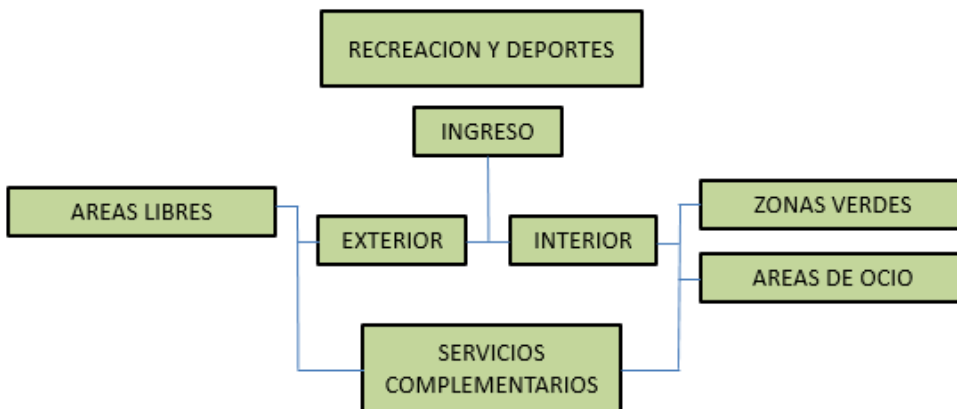 RECREACION Y DEPORTES
INGRESO
AREAS LIBRES
ZONAS VERDES
EXTERIOR
INTERIOR
AREAS DE OCIO
SERVICIOS
COMPLEMENTARIOS